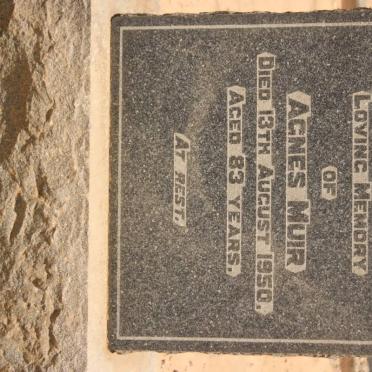 LOVING MEMORY
OF
AGNES MUIR
DIED 13TH AUGUST 1950.
AGED 83 YEARS.
AT REST.